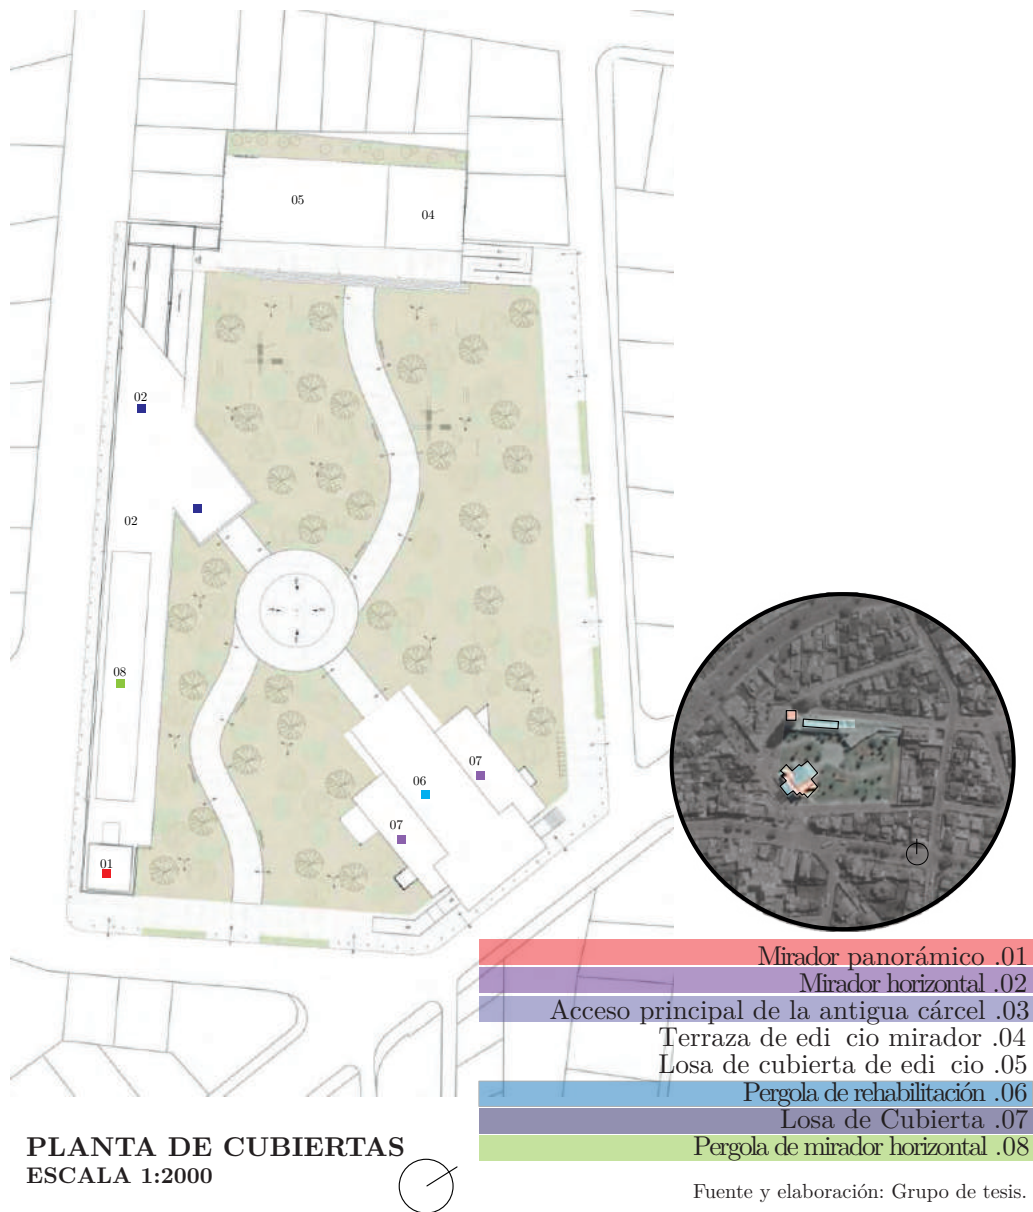 05
04
02
02
08
07
06
07
01
Mirador panorámico .01
Mirador horizontal .02
Acceso principal de la antigua cárcel .03
Terraza de edi cio mirador .04
Losa de cubierta de edi cio .05
Pergola de rehabilitación .06
Losa de Cubierta .07
Pergola de mirador horizontal .08
PLANTA DE CUBIERTAS
ESCALA 1:2000
Fuente y elaboración: Grupo de tesis.